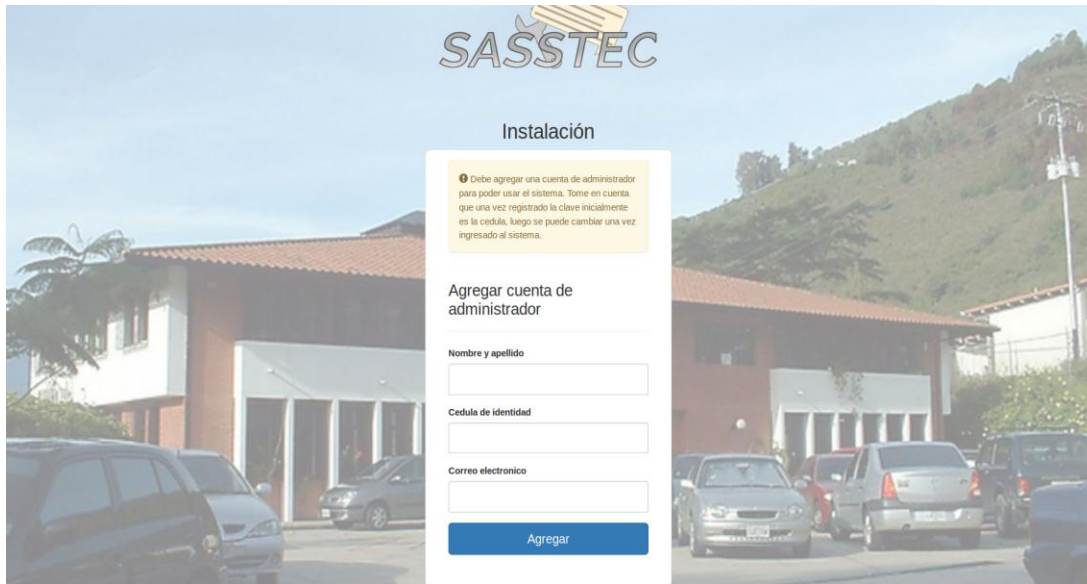 SASSTEC
Instalación
Debe agregar una cuenta de administrador
para poder usar el sistema. Tome en cuenta
que una vez registrado la clave inicialmente
es la cedula, luego se puede cambiar una vez
ingresado al sistema.
Agregar cuenta de
administrador
Nombre y apellido
Cedula de identidad
Correo electronico
Agregar